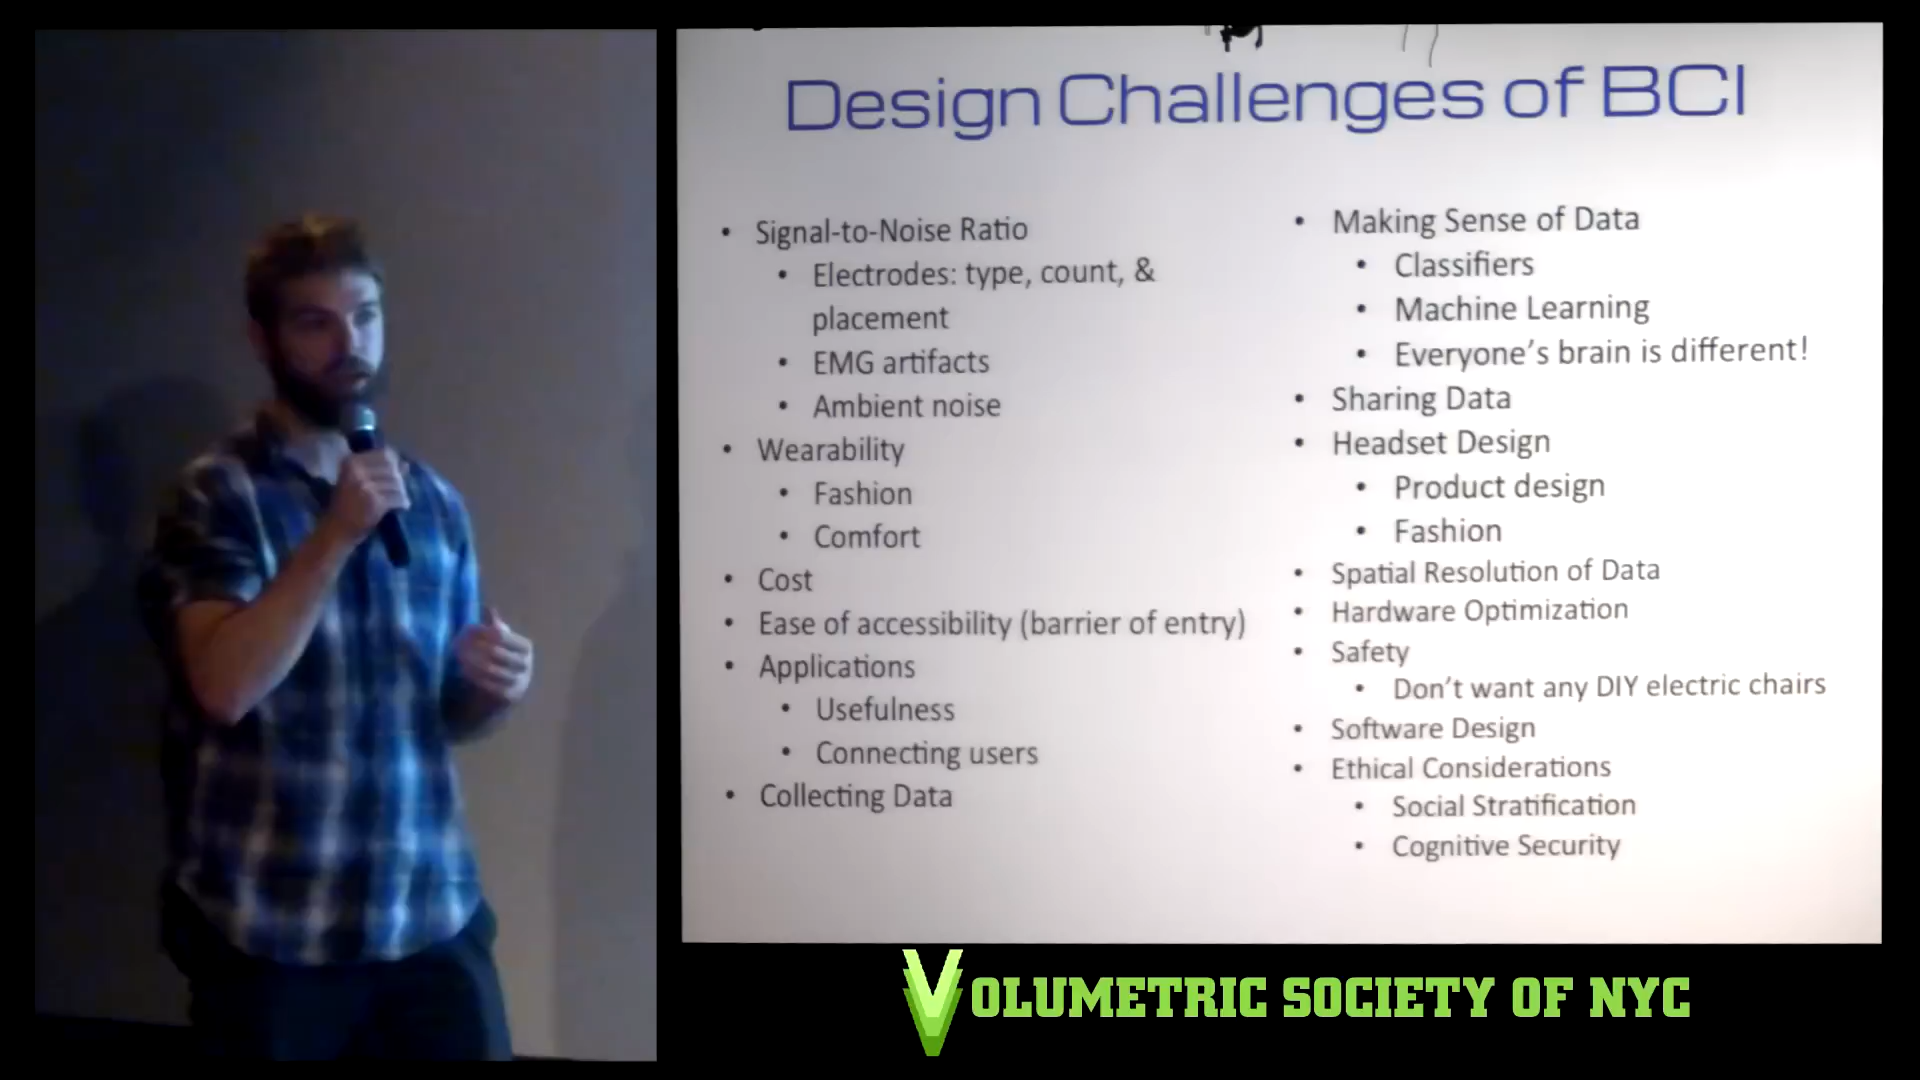 Design Challenges of BCI
• Signal-to-Noise Ratio
• Electrodes: type, count, &
placement
• EMG artifacts
• Ambient noise
• Wearability
• Fashion
• Comfort
• Cost
• Ease of accessibility (barrier of entry)
• Applications
• Usefulness
• Connecting users
• Collecting Data
• Making Sense of Data
• Classifiers
• Machine Learning
• Everyone's brain is different!
• Sharing Data
• Headset Design
• Product design
• Fashion
• Spatial Resolution of Data
• Hardware Optimization
• Safety
• Don't want any DIY electric chairs
• Software Design
• Ethical Considerations
• Social Stratification
• Cognitive Security
VOLUMETRIC SOCIETY OF NYC